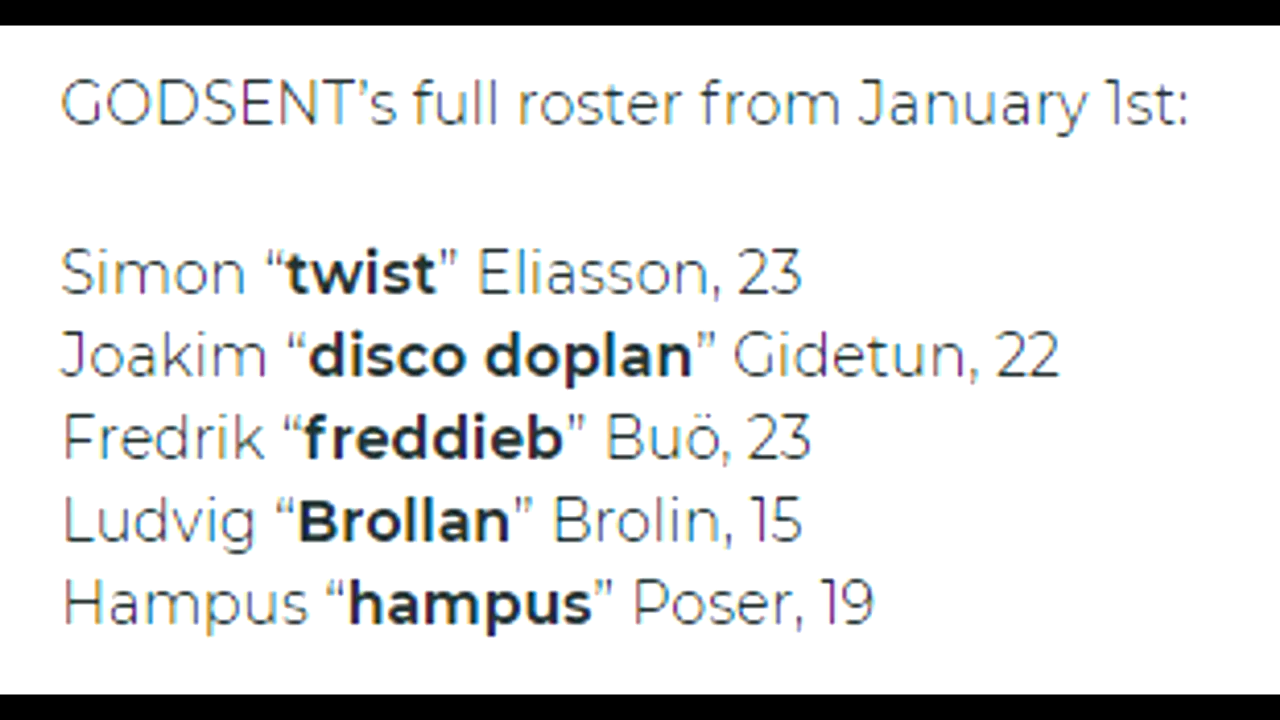 GODSENT’s full roster from January 1st:
Simon “twist” Eliasson, 23
Joakim “disco doplan” Gidetun, 22
Fredrik “freddieb” Buö, 23
Ludvig “Brollan” Brolin, 15
Hampus “hampus” Poser, 19